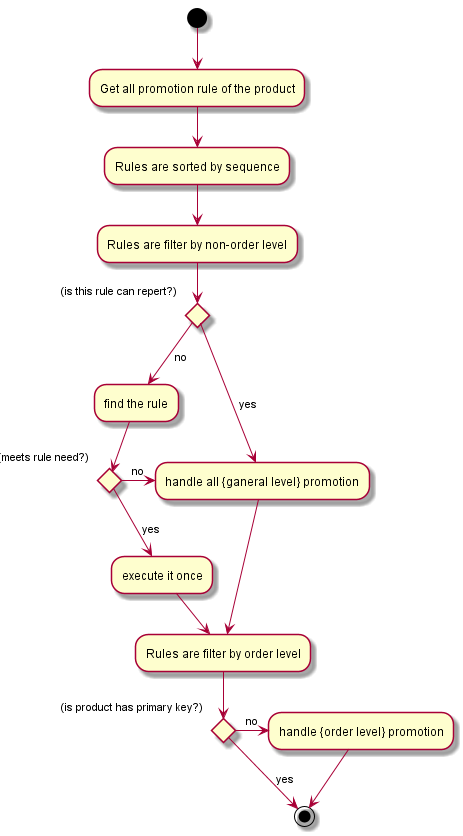 Get all promotion rule of the product
Rules are sorted by sequence
Rules are filter by non-order level
(is this rule can repert?)
no
find the rule
yes
(meets rule need?)
no
handle all {ganeral level} promotion
yes
execute it once
Rules are filter by order level
(is product has primary key?)
no
handle {order level} promotion
yes